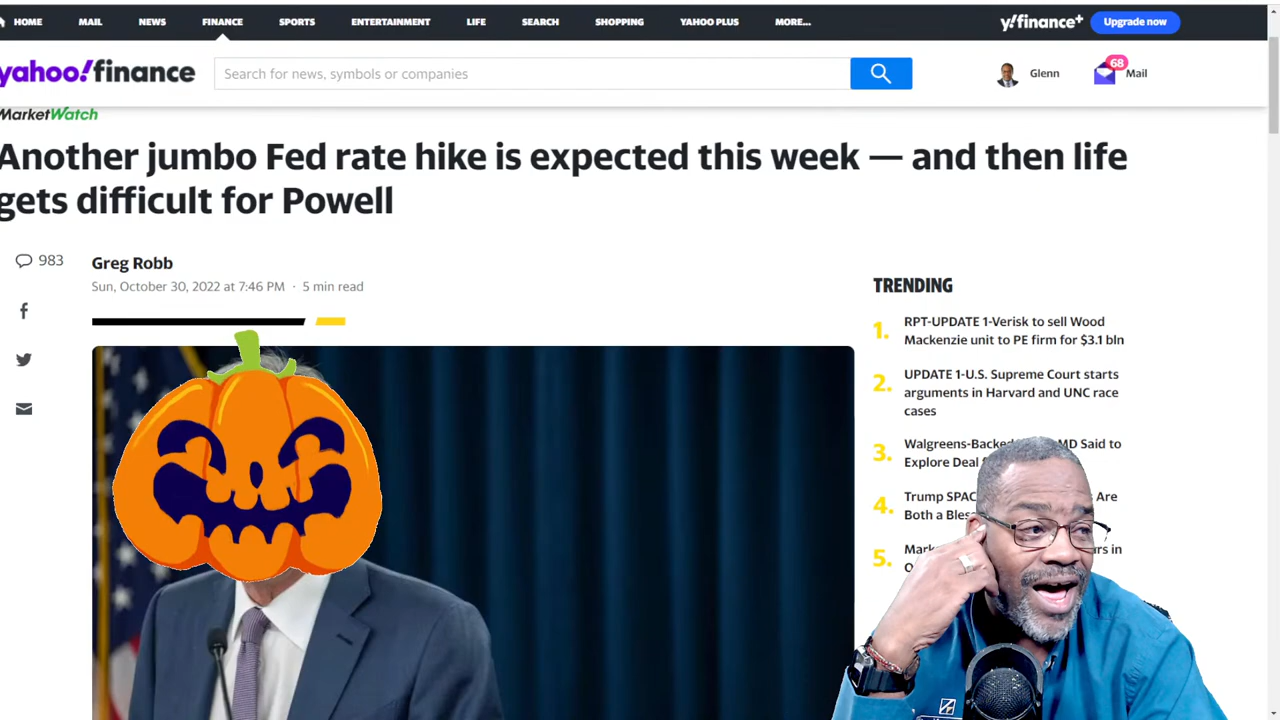 HOME MAIL NEWS FINANCE SPORTS ENTERTAINMENT LIFE SEARCH SHOPPING YAHOO PLUS MORE... y!finance+ Upgrade now
yahoo!finance Search for news, symbols or companies Glenn 68 Mail
MarketWatch
Another jumbo Fed rate hike is expected this week — and then life
gets difficult for Powell
983
Greg Robb
Sun, October 30, 2022 at 7:46 PM · 5 min read
TRENDING
1. RPT-UPDATE 1-Verisk to sell Wood
Mackenzie unit to PE firm for $3.1 bln
2. UPDATE 1-U.S. Supreme Court starts
arguments in Harvard and UNC race
cases
3. Walgreens-Backed MD Said to
Explore Deal
4. Trump SPAC Are
Both a
5. in